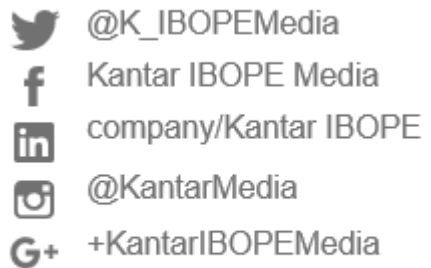 @K_IBOPEMedia
Kantar IBOPE Media
company/Kantar IBOPE
@KantarMedia
+KantarIBOPEMedia